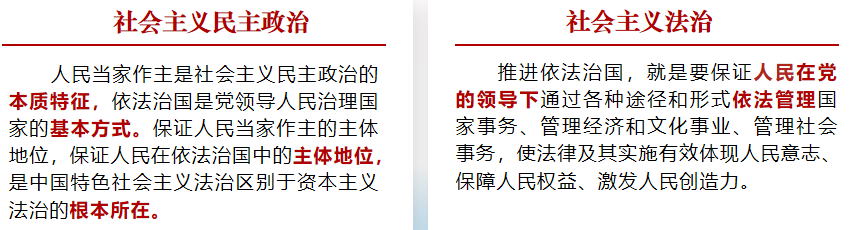 社会主义民主政治
人民当家作主是社会主义民主政治的
本质特征，依法治国是党领导人民治理国
家的基本方式。保证人民当家作主的主体
地位，保证人民在依法治国中的主体地位，
是中国特色社会主义法治区别于资本主义
法治的根本所在。
社会主义法治
推进依法治国，就是要保证人民在党
的领导下通过各种途径和形式依法管理国
家事务、管理经济和文化事业、管理社会
事务，使法律及其实施有效体现人民意志、
保障人民权益、激发人民创造力。